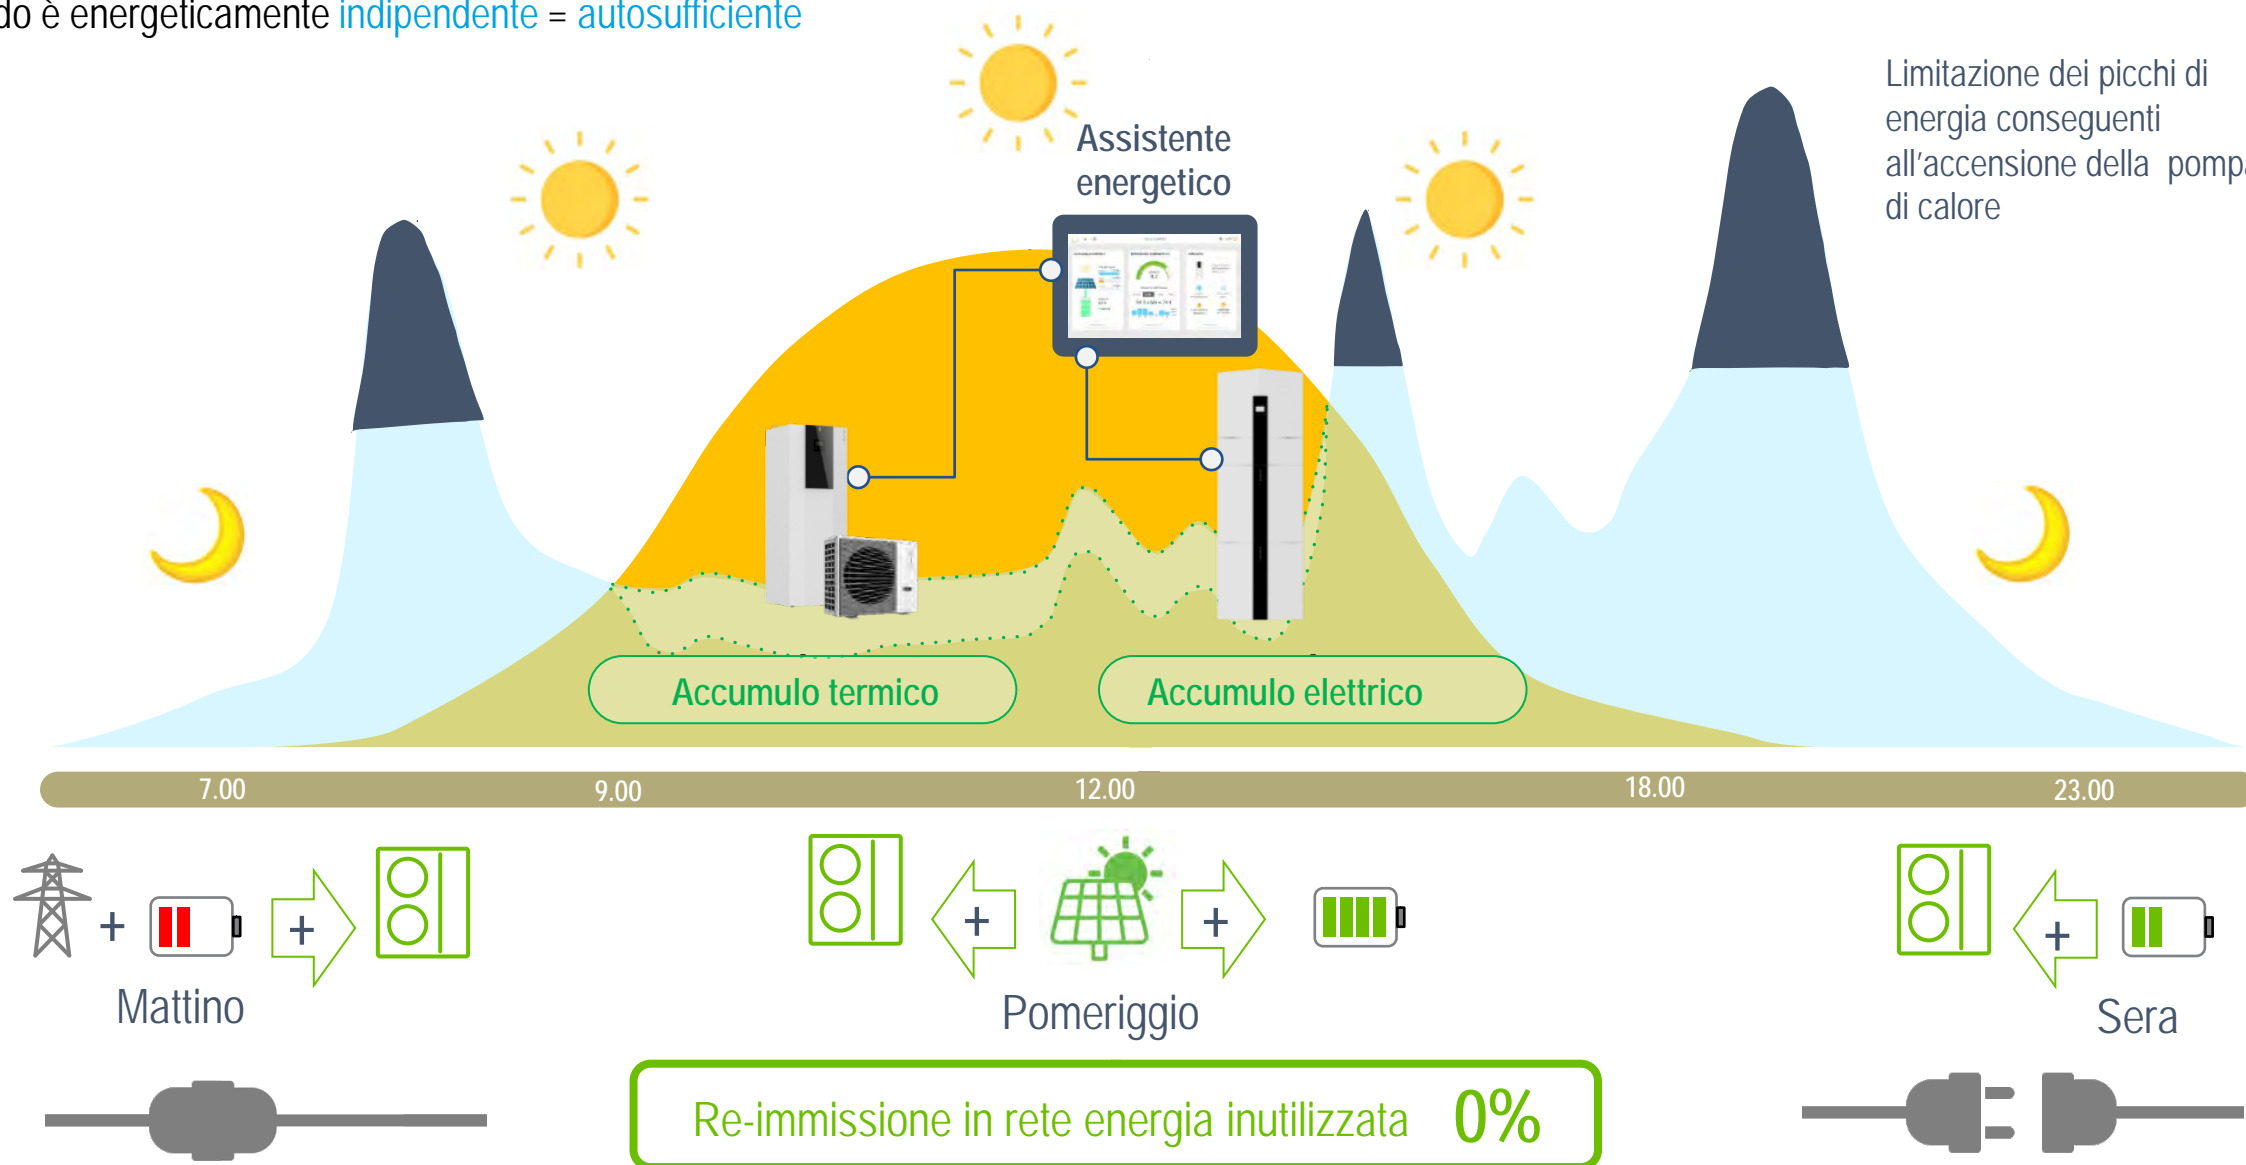 do è energeticamente indipendente = autosufficiente
Limitazione dei picchi di
energia conseguenti
all'accensione della pompa
di calore
Assistente
energetico
Accumulo termico
Accumulo elettrico
7.00
9.00
12.00
18.00
23.00
+
+
+
+
+
Mattino
Pomeriggio
Sera
Re-immissione in rete energia inutilizzata 0%